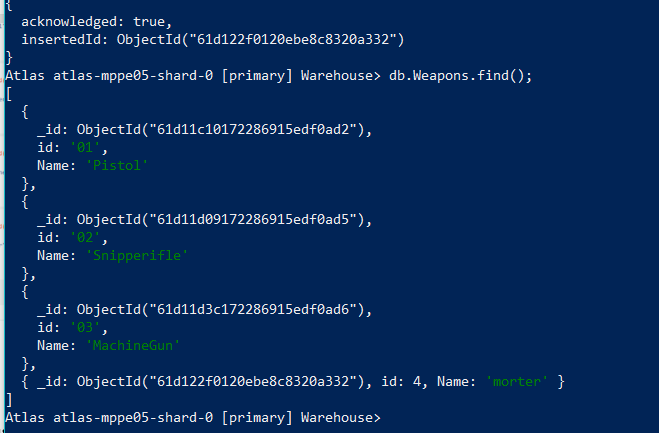 {
  acknowledged: true,
  insertedId: ObjectId("61d122f0120ebe8c8320a332")
}
Atlas atlas-mppe05-shard-0 [primary] Warehouse> db.Weapons.find();
[
  {
    _id: ObjectId("61d11c10172286915edf0ad2"),
    id: '01',
    Name: 'Pistol'
  },
  {
    _id: ObjectId("61d11d09172286915edf0ad5"),
    id: '02',
    Name: 'Snipperifle'
  },
  {
    _id: ObjectId("61d11d3c172286915edf0ad6"),
    id: '03',
    Name: 'MachineGun'
  },
  { _id: ObjectId("61d122f0120ebe8c8320a332"), id: 4, Name: 'morter' }
]
Atlas atlas-mppe05-shard-0 [primary] Warehouse>